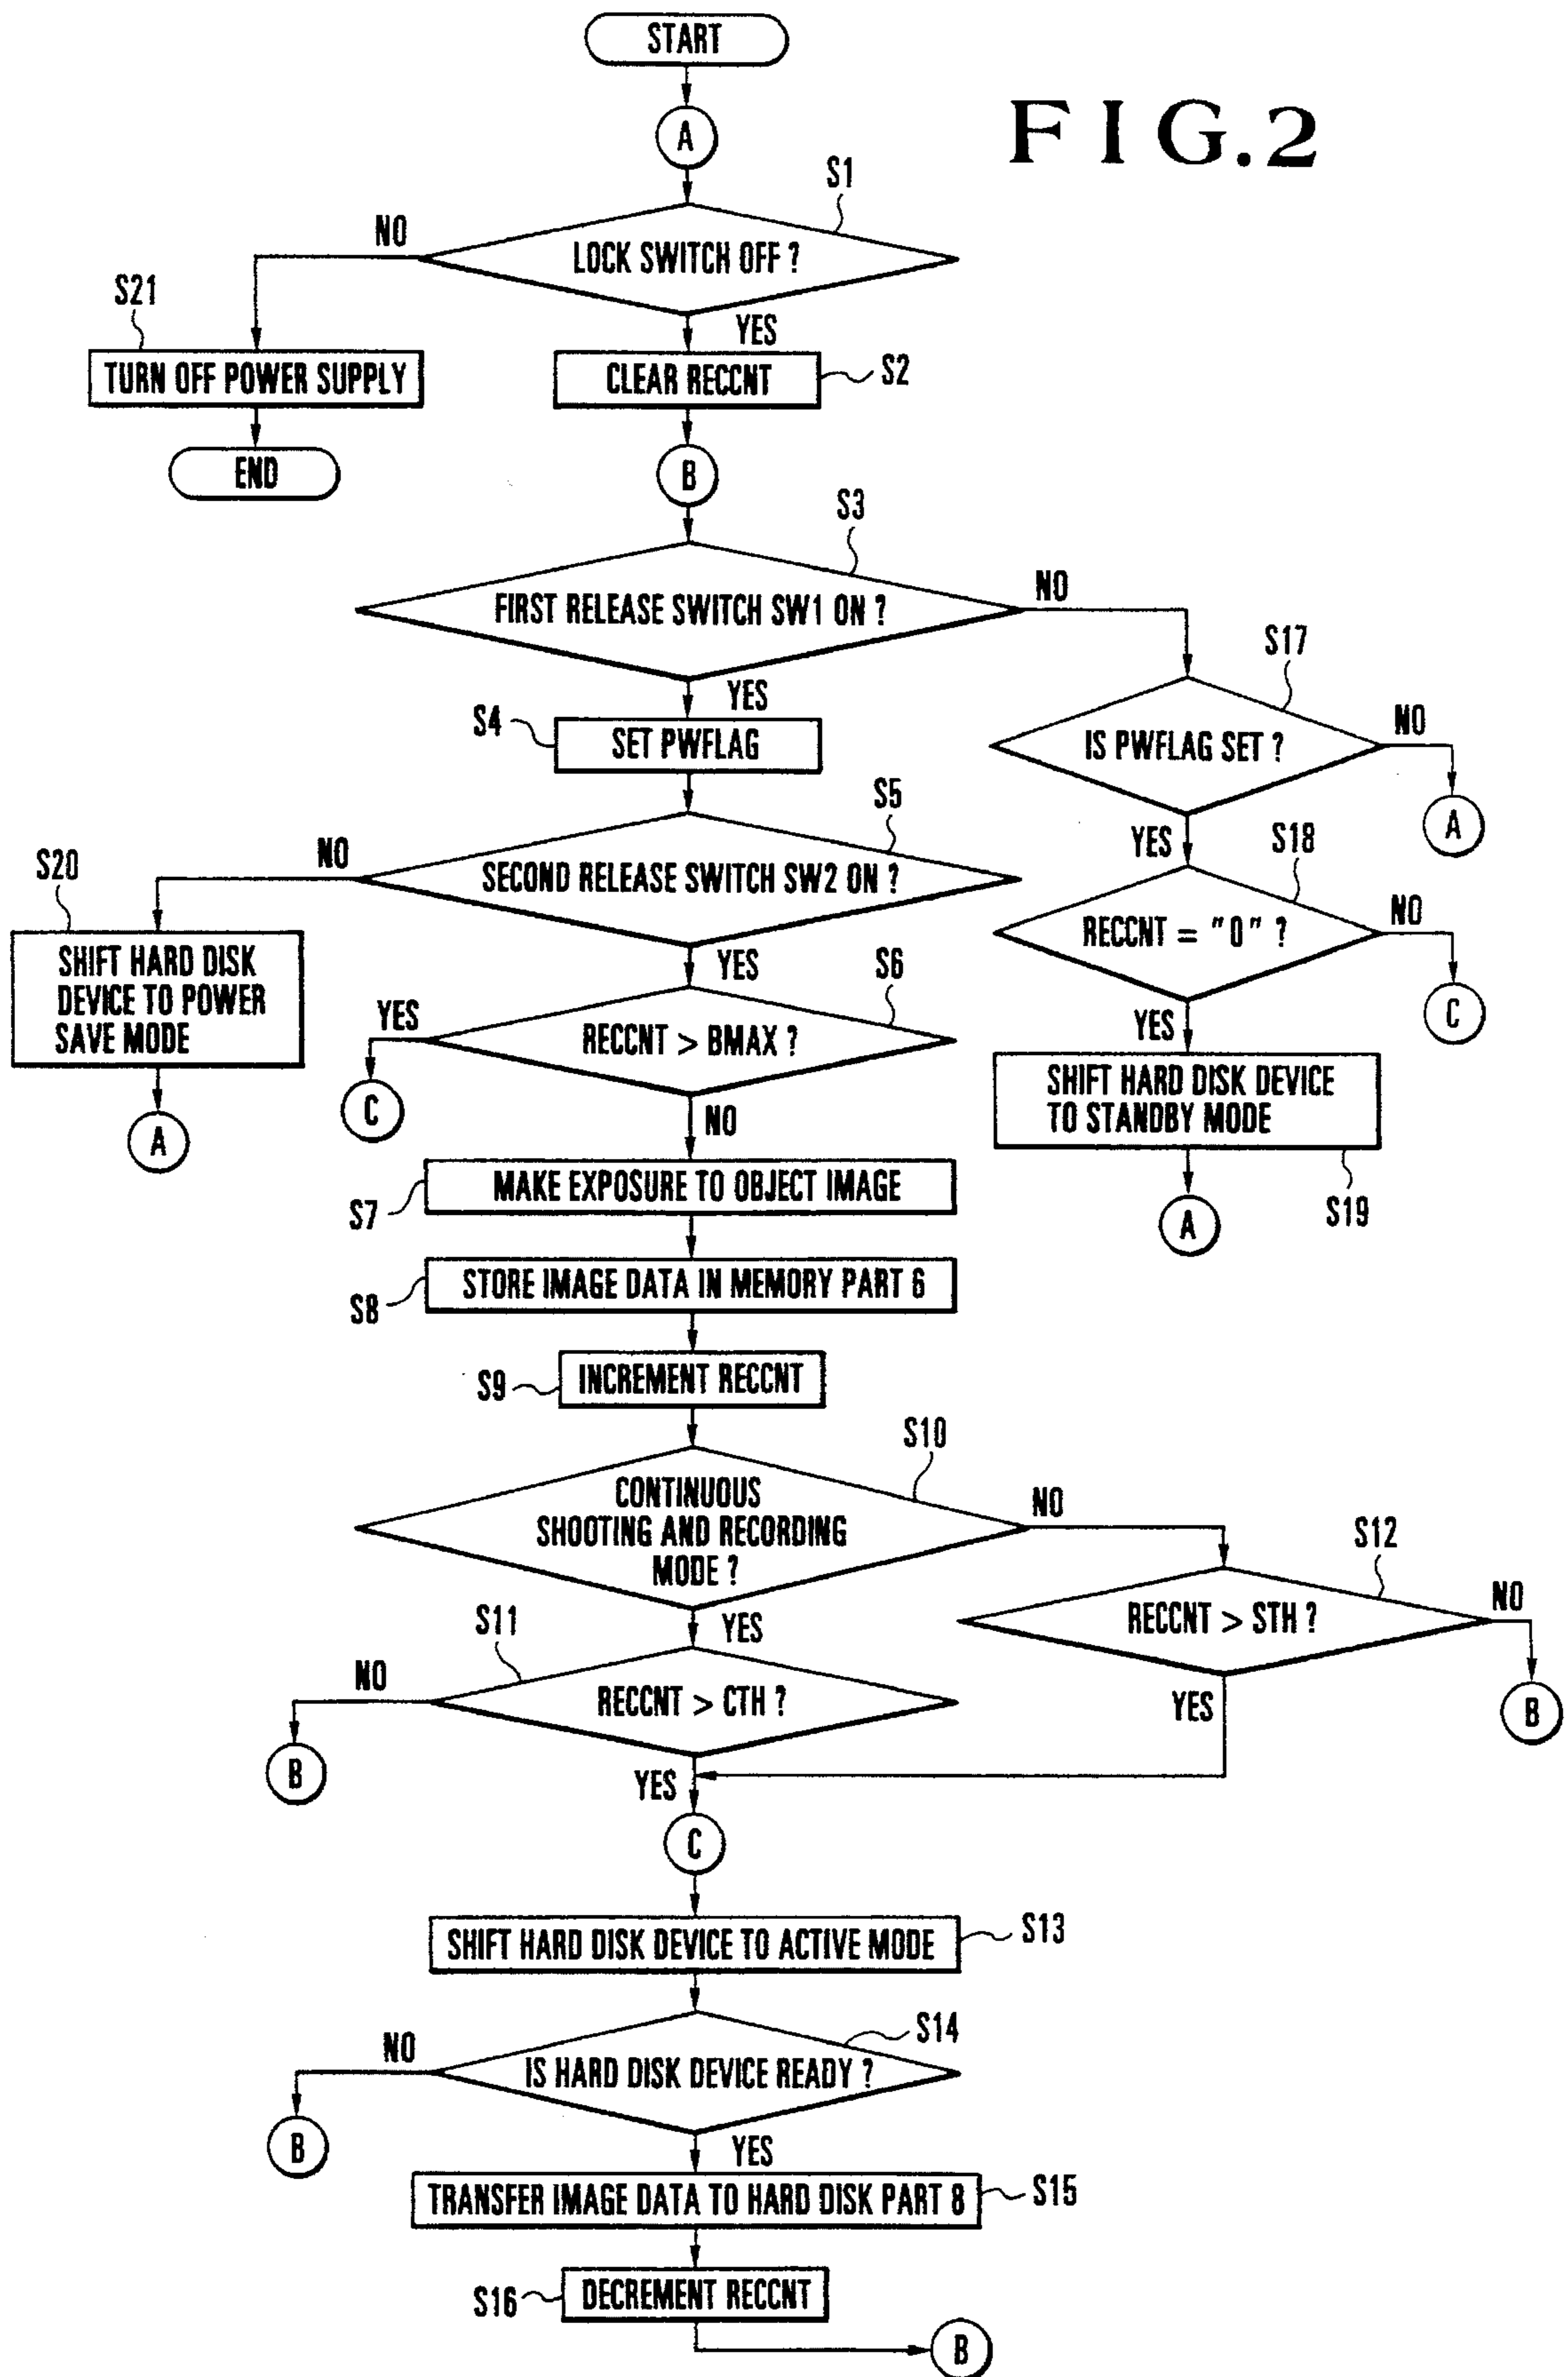 START
A
FIG.2
S1
NO
LOCK SWITCH OFF ?
S21
YES
TURN OFF POWER SUPPLY
CLEAR RECCNT
S2
END
B
S3
NO
FIRST RELEASE SWITCH SW1 ON ?
S17
YES
S4
SET PWFLAG
NO
IS PWFLAG SET ?
S5
A
YES
S18
S20
NO
SECOND RELEASE SWITCH SW2 ON ?
NO
RECCNT = "0" ?
SHIFT HARD DISK
DEVICE TO POWER
SAVE MODE
YES
S6
C
YES
YES
RECCNT > BMAX ?
SHIFT HARD DISK DEVICE
TO STANDBY MODE
C
NO
A
MAKE EXPOSURE TO OBJECT IMAGE
S7
S19
A
STORE IMAGE DATA IN MEMORY PART 6
S8
INCREMENT RECCNT
S9
S10
CONTINUOUS
SHOOTING AND RECORDING
MODE ?
NO
S12
S11
YES
RECCNT > STH ?
NO
NO
RECCNT > CTH ?
YES
B
B
YES
C
SHIFT HARD DISK DEVICE TO ACTIVE MODE
S13
S14
NO
IS HARD DISK DEVICE READY ?
B
YES
TRANSFER IMAGE DATA TO HARD DISK PART 8
S15
S16
DECREMENT RECCNT
B